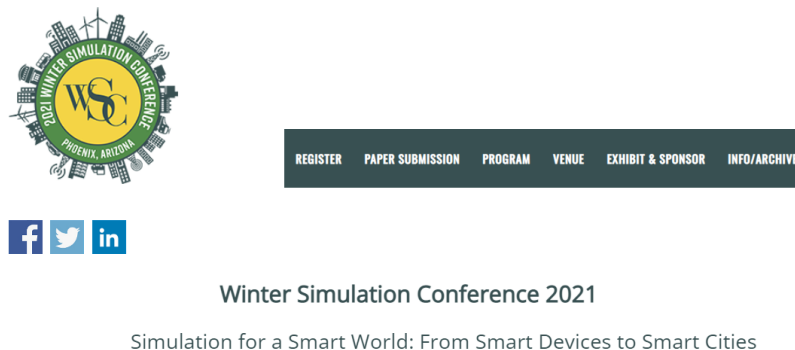 2021 WINTER SIMULATION CONFERENCE
WSC
PHOENIX, ARIZONA
REGISTER PAPER SUBMISSION PROGRAM VENUE EXHIBIT & SPONSOR INFO/ARCHIV
f in
Winter Simulation Conference 2021
Simulation for a Smart World: From Smart Devices to Smart Cities